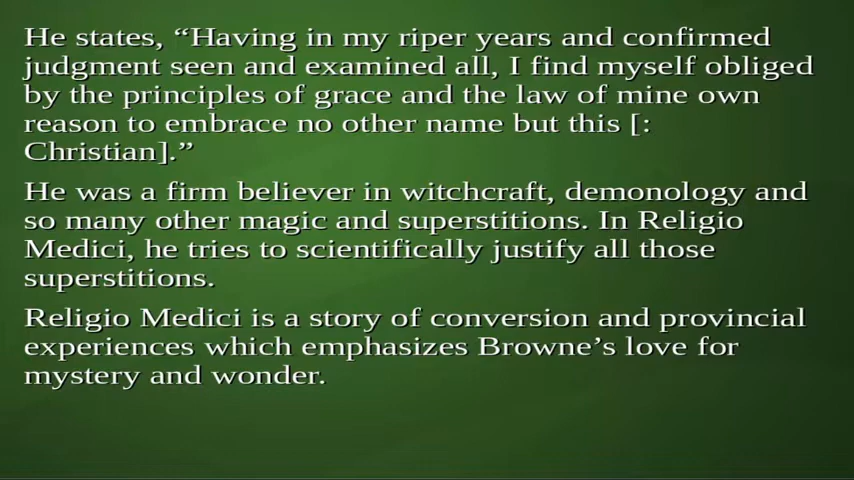 He states, “Having in my riper years and confirmed
judgment seen and examined all, I find myself obliged
by the principles of grace and the law of mine own
reason to embrace no other name but this [:
Christian].”
He was a firm believer in witchcraft, demonology and
so many other magic and superstitions. In Religio
Medici, he tries to scientifically justify all those
superstitions.
Religio Medici is a story of conversion and provincial
experiences which emphasizes Browne’s love for
mystery and wonder.